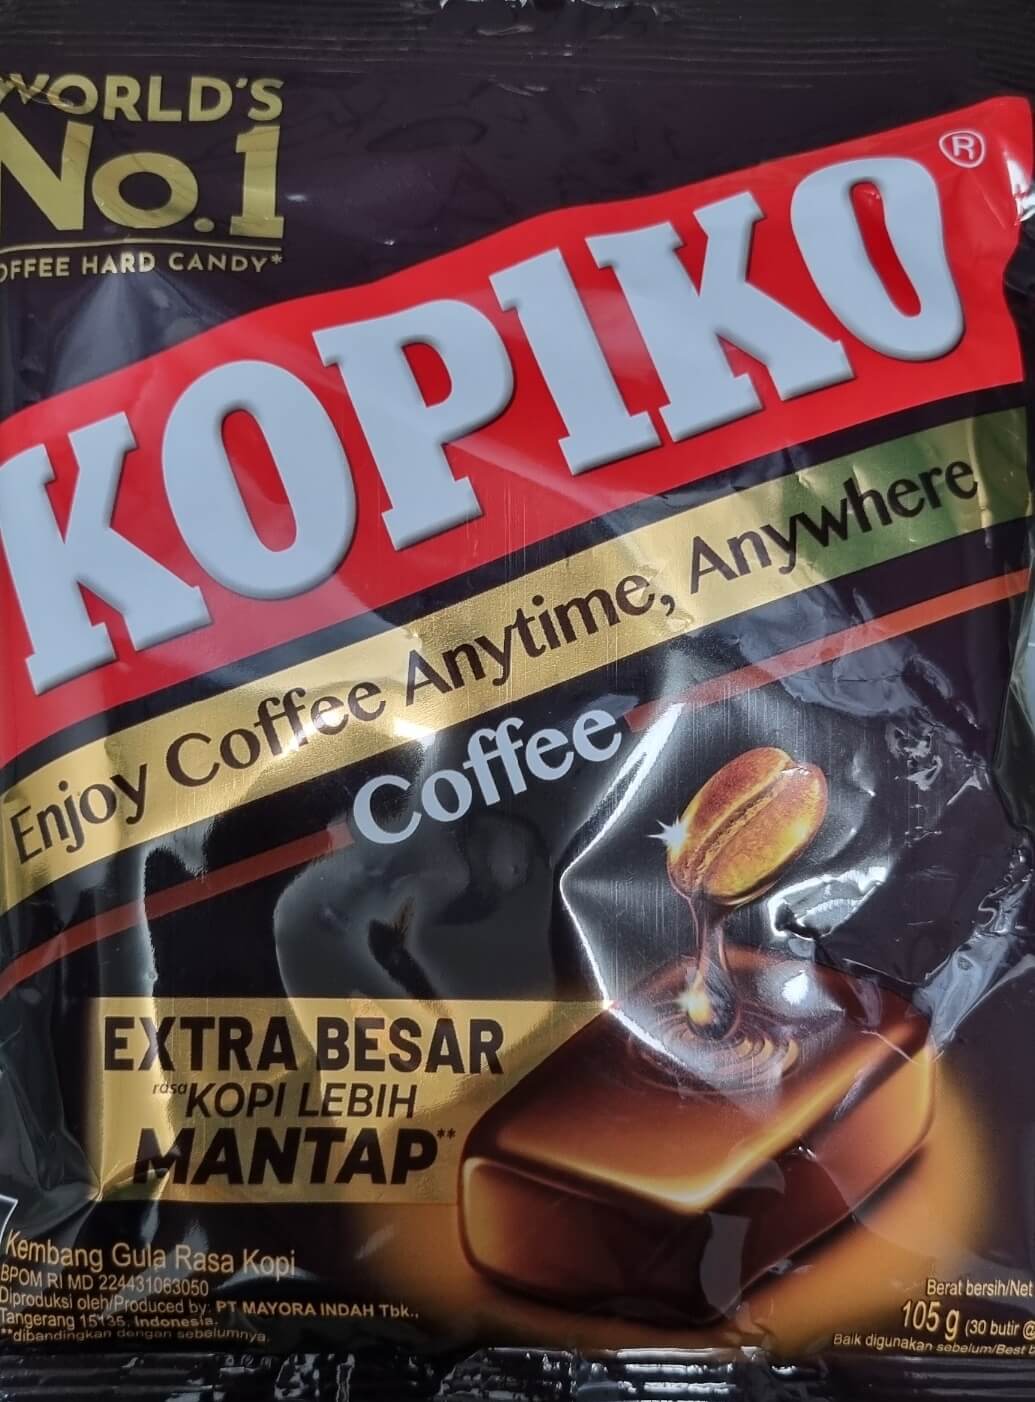 WORLD'S
No.1
COFFEE HARD CANDY*
KOPIKO®
Enjoy Coffee Anytime, Anywhere
Coffee
EXTRA BESAR
rasa KOPI LEBIH
MANTAP**
Kembang Gula Rasa Kopi
BPOM RI MD 224431063050
Diproduksi oleh/Produced by: PT MAYORA INDAH Tbk.,
Tangerang 15135, Indonesia.
**dibandingkan dengan sebelumnya.
Berat bersih/Net
105 g (30 butir @
Baik digunakan sebelum/Best b